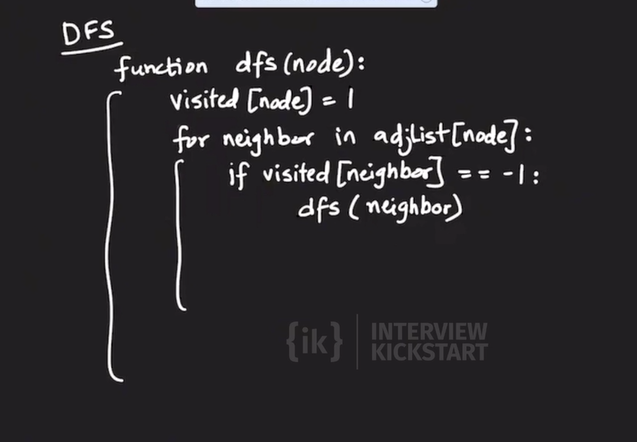 DFS
function dfs(node):
visited[node] = 1
for neighbor in adjList[node]:
if visited[neighbor] == -1:
dfs(neighbor)
{ik} INTERVIEW
KICKSTART